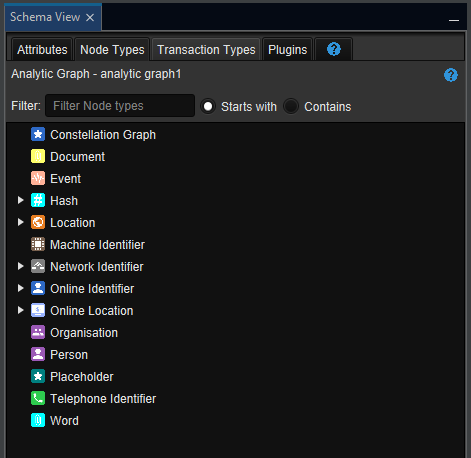 Schema View
Attributes Node Types Transaction Types Plugins ?
Analytic Graph - analytic graph1 ?
Filter: Filter Node types Starts with Contains
Constellation Graph
Document
Event
Hash
Location
Machine Identifier
Network Identifier
Online Identifier
Online Location
Organisation
Person
Placeholder
Telephone Identifier
Word